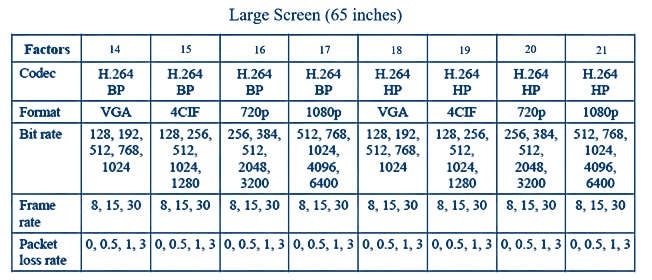 Large Screen (65 inches)
Factors 14 15 16 17 18 19 20 21
Codec H.264 BP H.264 BP H.264 BP H.264 BP H.264 HP H.264 HP H.264 HP H.264 HP
Format VGA 4CIF 720p 1080p VGA 4CIF 720p 1080p
Bit rate 128, 192, 512, 768, 1024 128, 256, 512, 1024, 1280 256, 384, 512, 2048, 3200 512, 768, 1024, 4096, 6400 128, 192, 512, 768, 1024 128, 256, 512, 1024, 1280 256, 384, 512, 2048, 3200 512, 768, 1024, 4096, 6400
Frame rate 8, 15, 30 8, 15, 30 8, 15, 30 8, 15, 30 8, 15, 30 8, 15, 30 8, 15, 30 8, 15, 30
Packet loss rate 0, 0.5, 1, 3 0, 0.5, 1, 3 0, 0.5, 1, 3 0, 0.5, 1, 3 0, 0.5, 1, 3 0, 0.5, 1, 3 0, 0.5, 1, 3 0, 0.5, 1, 3